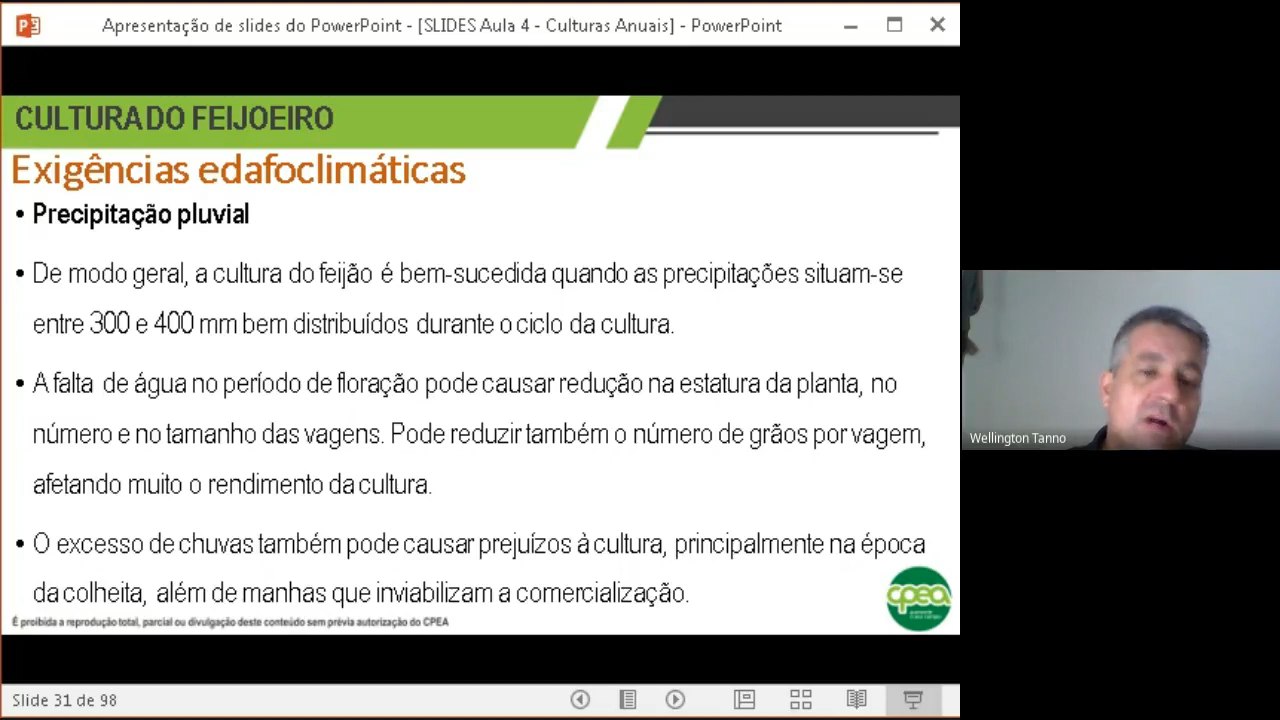 Apresentação de slides do PowerPoint - [SLIDES Aula 4 - Culturas Anuais] - PowerPoint
CULTURA DO FEIJOEIRO
Exigências edafoclimáticas
• Precipitação pluvial
• De modo geral, a cultura do feijão é bem-sucedida quando as precipitações situam-se
entre 300 e 400 mm bem distribuídos durante o ciclo da cultura.
• A falta de água no período de floração pode causar redução na estatura da planta, no
número e no tamanho das vagens. Pode reduzir também o número de grãos por vagem,
afetando muito o rendimento da cultura.
• O excesso de chuvas também pode causar prejuízos à cultura, principalmente na época
da colheita, além de manhas que inviabilizam a comercialização.
cpea
É proibida a reprodução total, parcial ou divulgação deste conteúdo sem prévia autorização do CPEA
Slide 31 de 98
Wellington Tanno